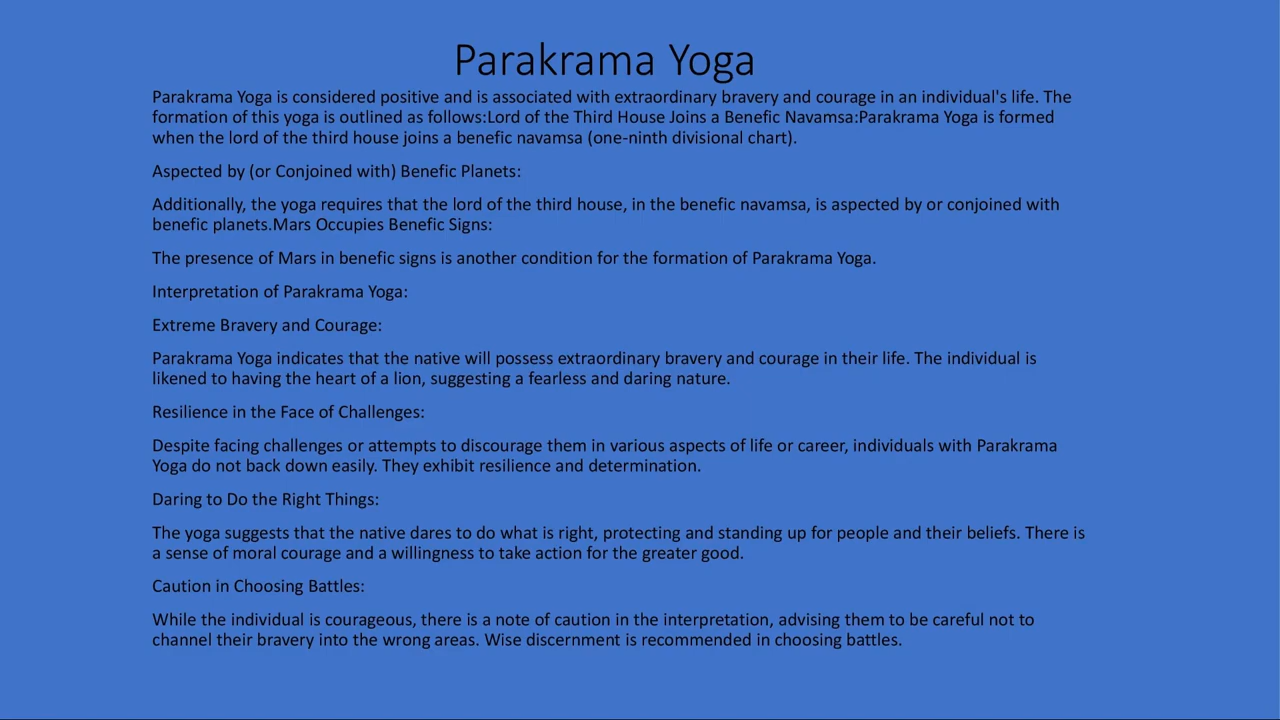 Parakrama Yoga
Parakrama Yoga is considered positive and is associated with extraordinary bravery and courage in an individual's life. The
formation of this yoga is outlined as follows:Lord of the Third House Joins a Benefic Navamsa:Parakrama Yoga is formed
when the lord of the third house joins a benefic navamsa (one-ninth divisional chart).
Aspected by (or Conjoined with) Benefic Planets:
Additionally, the yoga requires that the lord of the third house, in the benefic navamsa, is aspected by or conjoined with
benefic planets.Mars Occupies Benefic Signs:
The presence of Mars in benefic signs is another condition for the formation of Parakrama Yoga.
Interpretation of Parakrama Yoga:
Extreme Bravery and Courage:
Parakrama Yoga indicates that the native will possess extraordinary bravery and courage in their life. The individual is
likened to having the heart of a lion, suggesting a fearless and daring nature.
Resilience in the Face of Challenges:
Despite facing challenges or attempts to discourage them in various aspects of life or career, individuals with Parakrama
Yoga do not back down easily. They exhibit resilience and determination.
Daring to Do the Right Things:
The yoga suggests that the native dares to do what is right, protecting and standing up for people and their beliefs. There is
a sense of moral courage and a willingness to take action for the greater good.
Caution in Choosing Battles:
While the individual is courageous, there is a note of caution in the interpretation, advising them to be careful not to
channel their bravery into the wrong areas. Wise discernment is recommended in choosing battles.